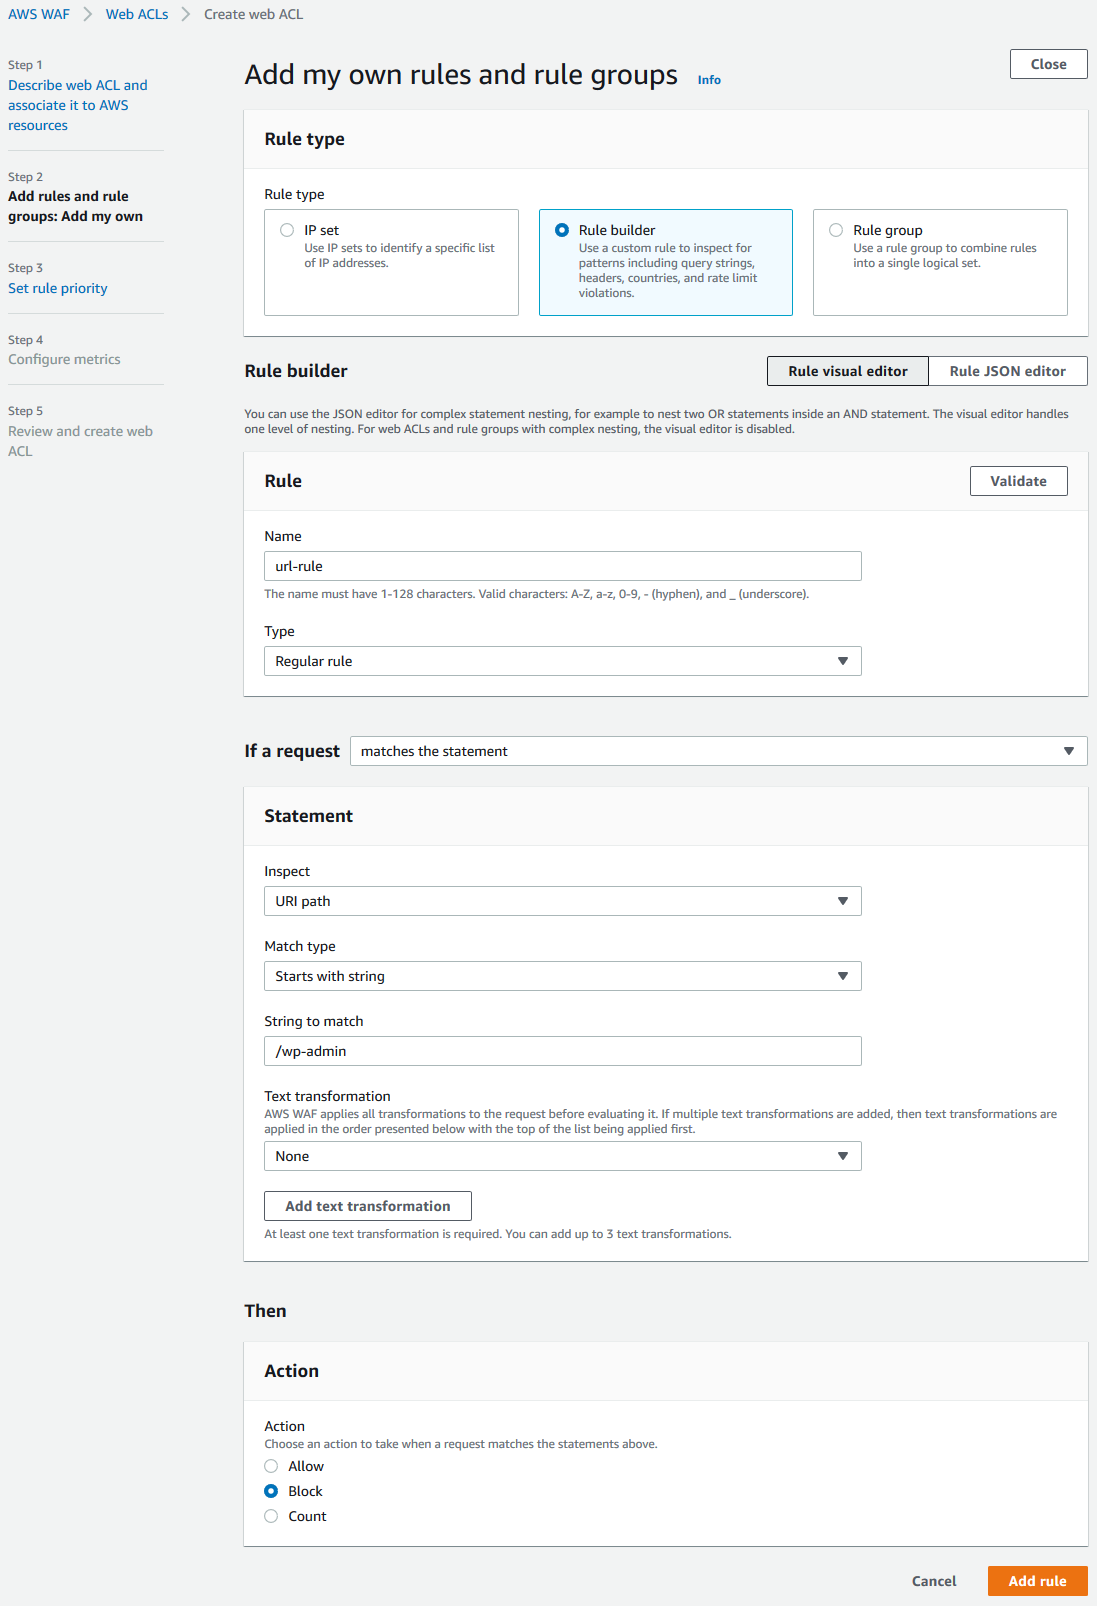 AWS WAF > Web ACLs > Create web ACL
Step 1
Describe web ACL and
associate it to AWS
resources
Step 2
Add rules and rule
groups: Add my own
Step 3
Set rule priority
Step 4
Configure metrics
Step 5
Review and create web
ACL
Add my own rules and rule groups Info
Close
Rule type
Rule type
IP set
Use IP sets to identify a specific list
of IP addresses.
Rule builder
Use a custom rule to inspect for
patterns including query strings,
headers, countries, and rate limit
violations.
Rule group
Use a rule group to combine rules
into a single logical set.
Rule builder
Rule visual editor
Rule JSON editor
You can use the JSON editor for complex statement nesting, for example to nest two OR statements inside an AND statement. The visual editor handles
one level of nesting. For web ACLs and rule groups with complex nesting, the visual editor is disabled.
Rule
Validate
Name
url-rule
The name must have 1-128 characters. Valid characters: A-Z, a-z, 0-9, - (hyphen), and _ (underscore).
Type
Regular rule
If a request
matches the statement
Statement
Inspect
URI path
Match type
Starts with string
String to match
/wp-admin
Text transformation
AWS WAF applies all transformations to the request before evaluating it. If multiple text transformations are added, then text transformations are
applied in the order presented below with the top of the list being applied first.
None
Add text transformation
At least one text transformation is required. You can add up to 3 text transformations.
Then
Action
Action
Choose an action to take when a request matches the statements above.
Allow
Block
Count
Cancel
Add rule